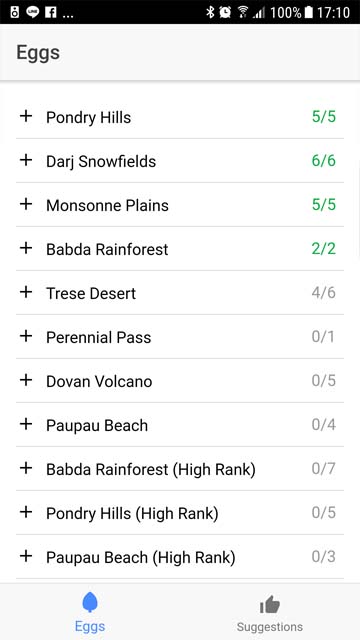 LINE ... 100% 17:10
Eggs
+ Pondry Hills 5/5
+ Darj Snowfields 6/6
+ Monsonne Plains 5/5
+ Babda Rainforest 2/2
+ Trese Desert 4/6
+ Perennial Pass 0/1
+ Dovan Volcano 0/5
+ Paupau Beach 0/4
+ Babda Rainforest (High Rank) 0/7
+ Pondry Hills (High Rank) 0/5
+ Paupau Beach (High Rank) 0/3
Eggs Suggestions